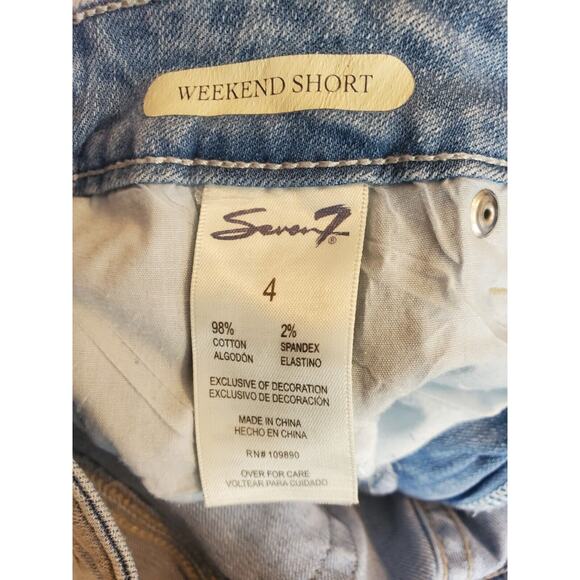 WEEKEND SHORT
Seven7®
4
98% 2%
COTTON SPANDEX
ALGODÓN ELASTINO
EXCLUSIVE OF DECORATION
EXCLUSIVO DE DECORACIÓN
MADE IN CHINA
HECHO EN CHINA
RN# 109890
OVER FOR CARE
VOLTEAR PARA CUIDADO